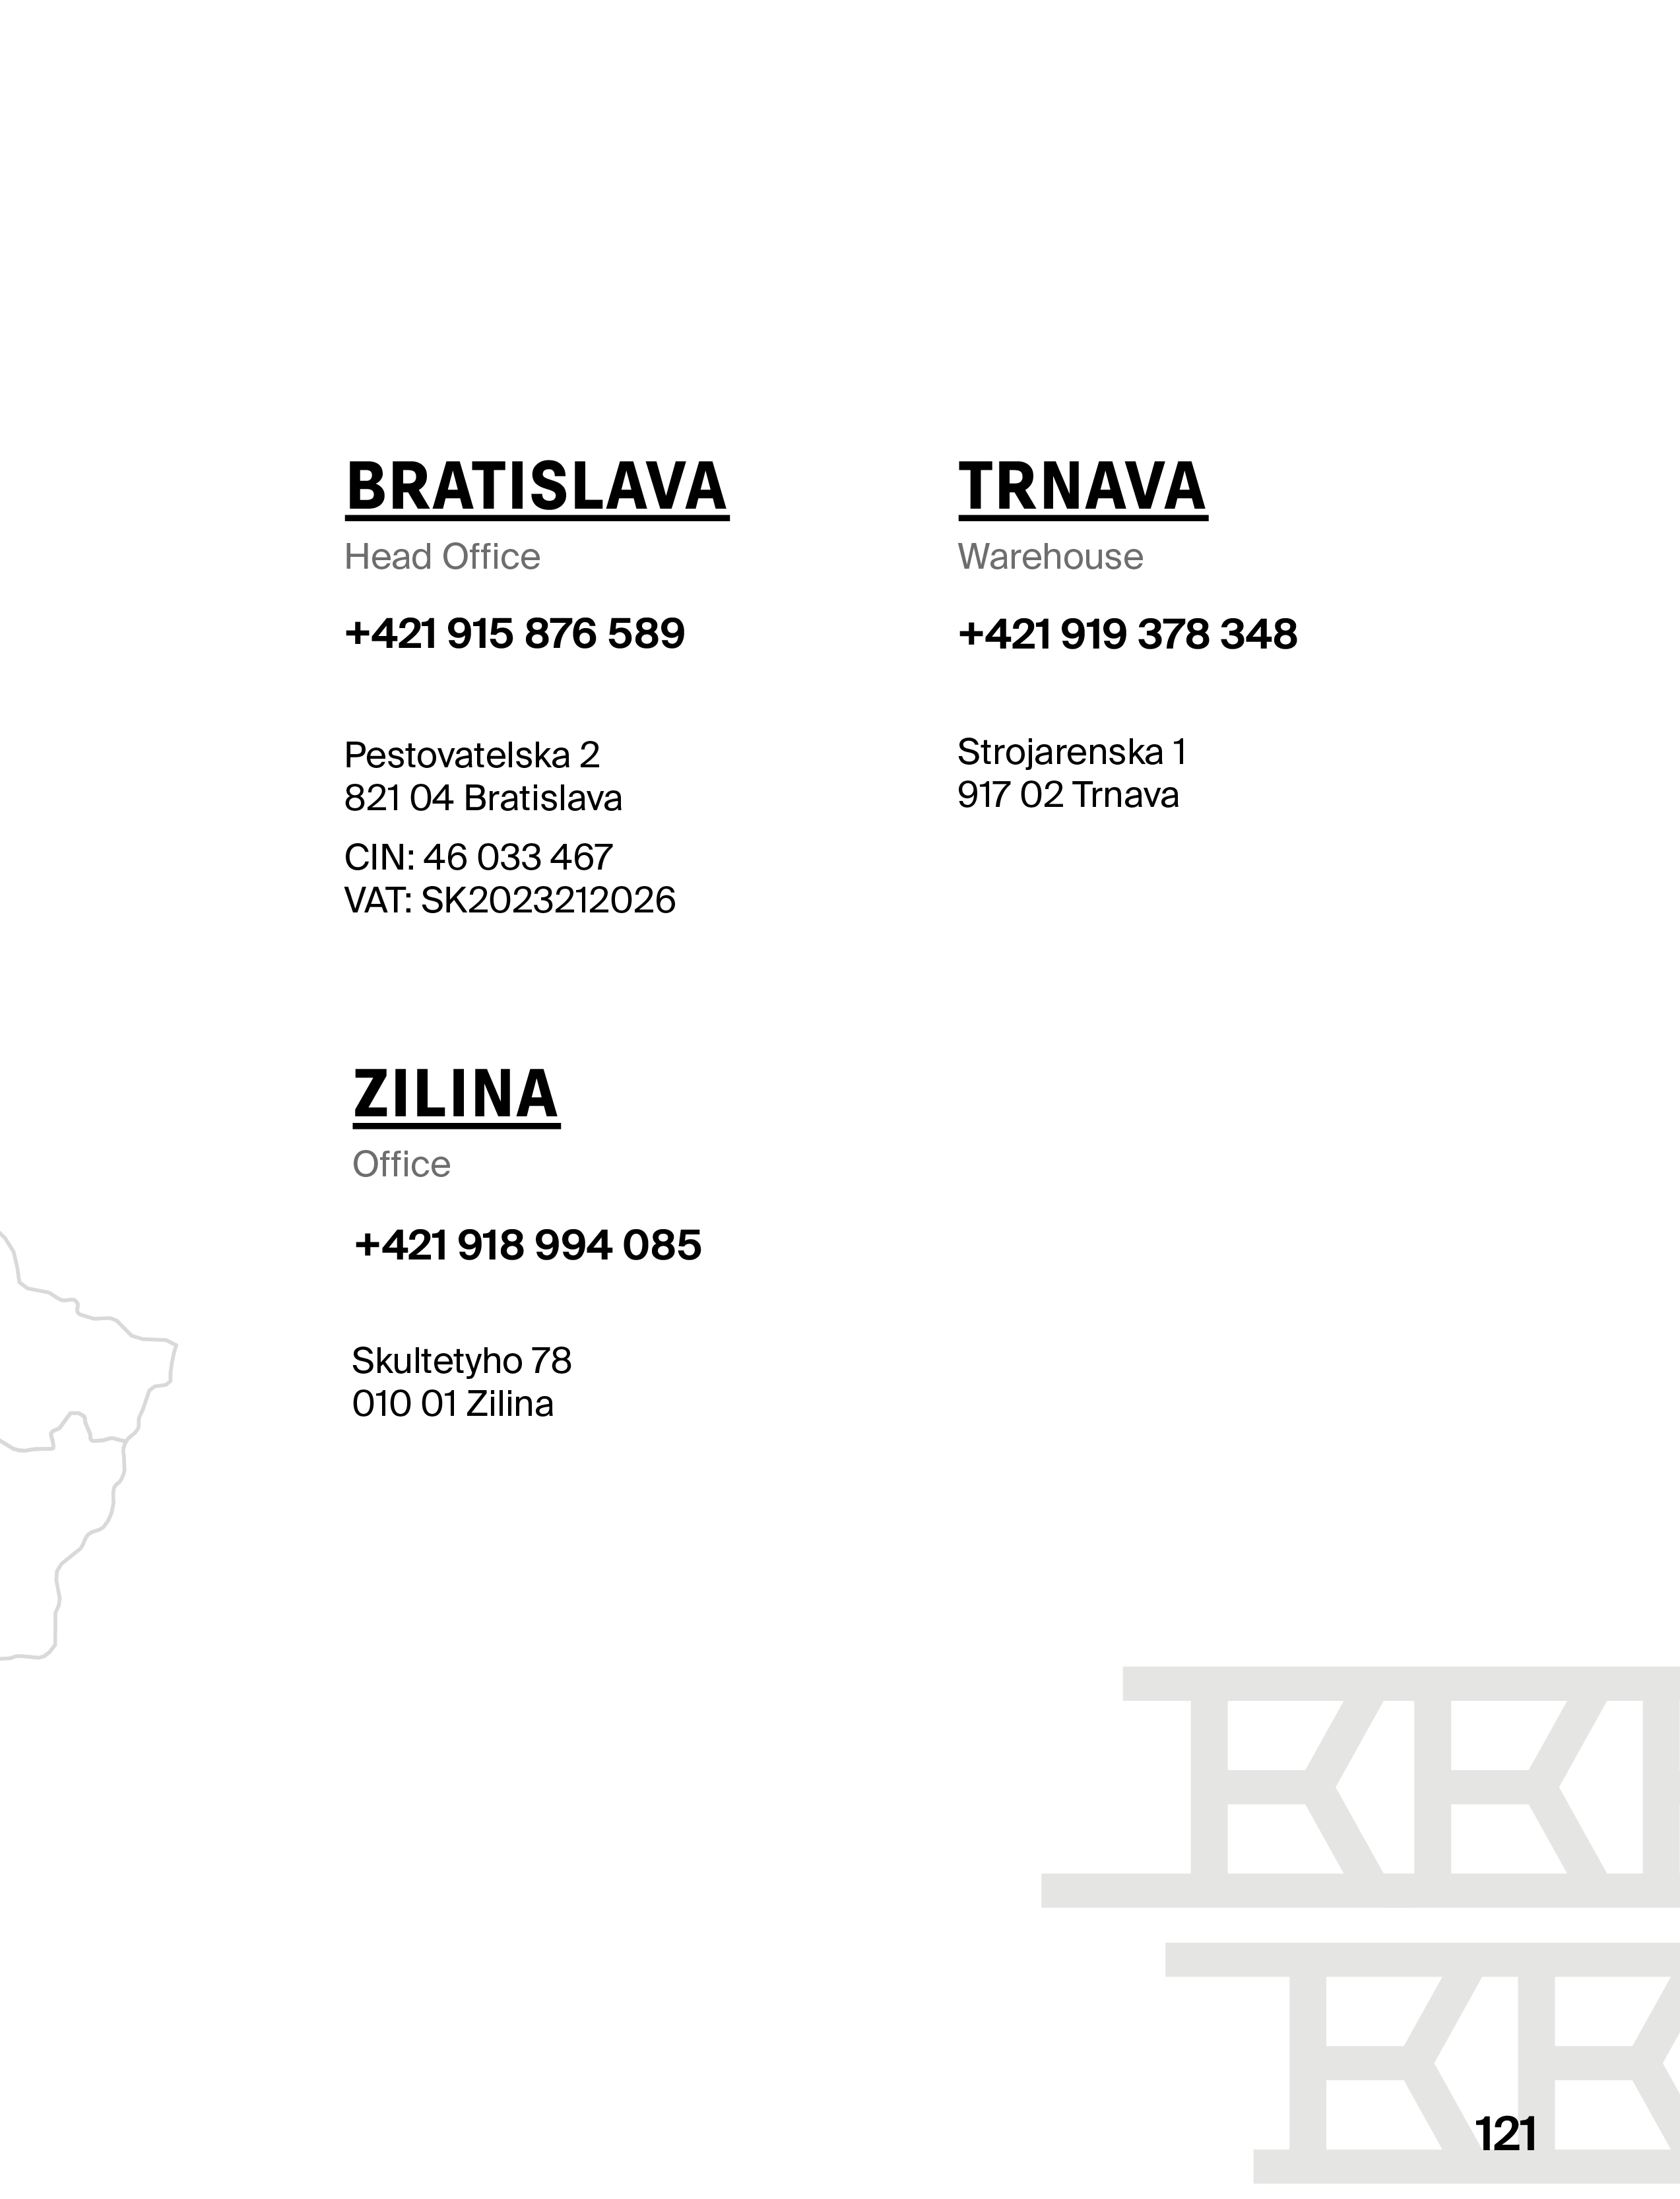 BRATISLAVA
Head Office
+421 915 876 589
Pestovatelska 2
821 04 Bratislava
CIN: 46 033 467
VAT: SK2023212026
TRNAVA
Warehouse
+421 919 378 348
Strojarenska 1
917 02 Trnava
ZILINA
Office
+421 918 994 085
Skultetyho 78
010 01 Zilina
121